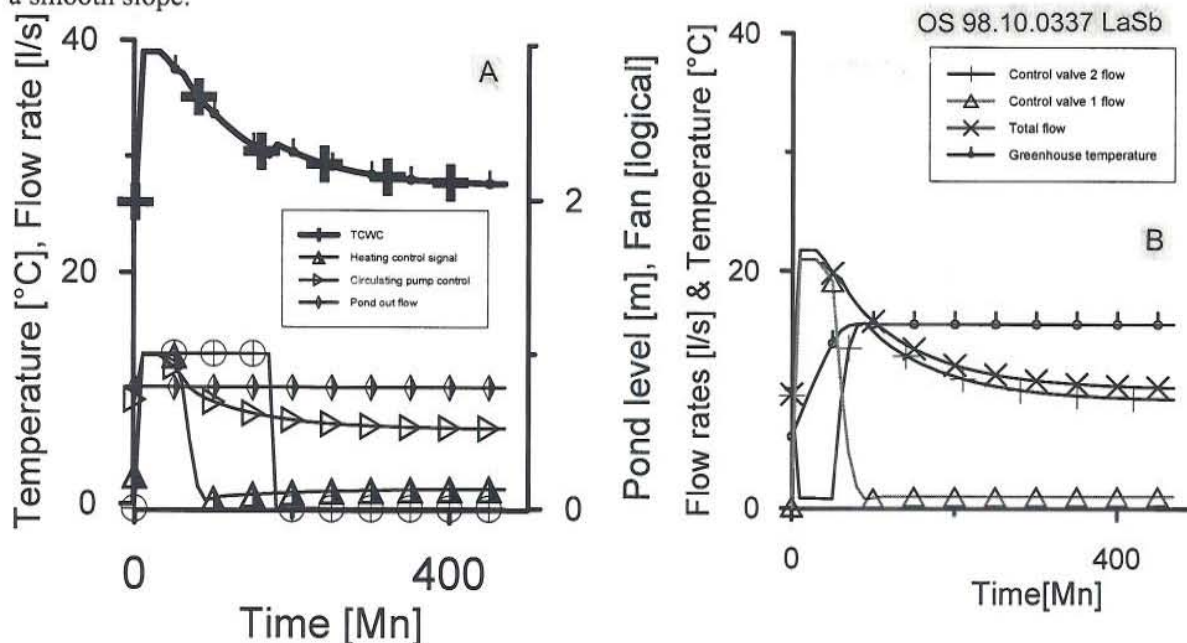 a smooth slope.
OS 98.10.0337 LaSb
Temperature [°C], Flow rate [l/s]
40
20
0
A
TCWC
Heating control signal
Circulating pump control
Pond out flow
2
0
Pond level [m], Fan [logical]
0
400
Time [Mn]
Flow rates [l/s] & Temperature [°C]
40
20
0
Control valve 2 flow
Control valve 1 flow
Total flow
Greenhouse temperature
B
0
400
Time[Mn]